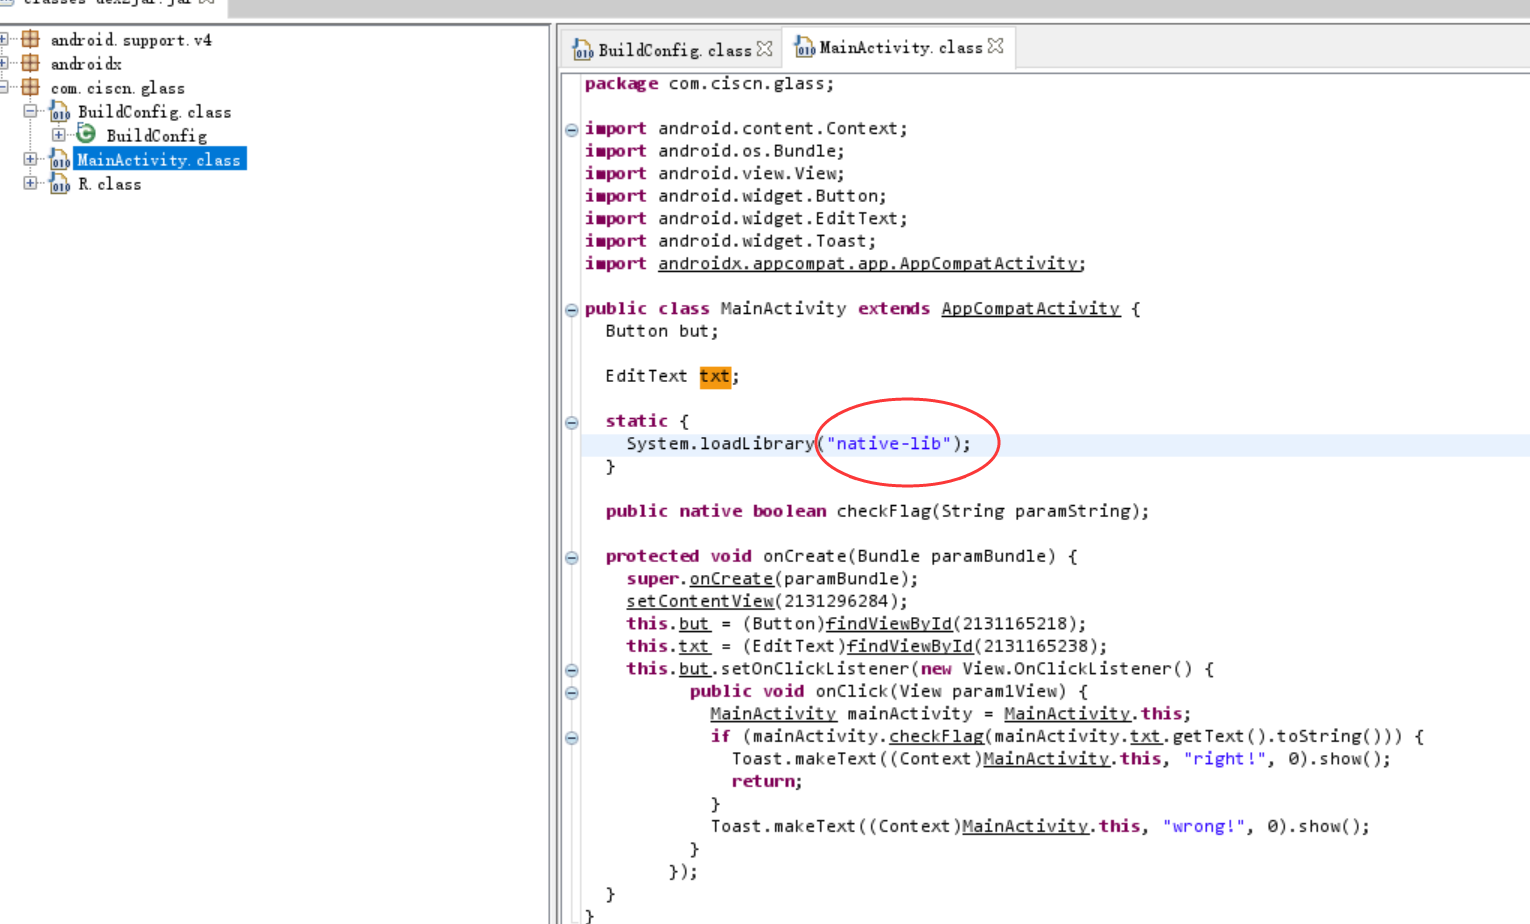 classes-dex2jar.jar
android.support.v4
androidx
com.ciscn.glass
BuildConfig.class
BuildConfig
MainActivity.class
R.class
BuildConfig.class
MainActivity.class
package com.ciscn.glass;
import android.content.Context;
import android.os.Bundle;
import android.view.View;
import android.widget.Button;
import android.widget.EditText;
import android.widget.Toast;
import androidx.appcompat.app.AppCompatActivity;
public class MainActivity extends AppCompatActivity {
Button but;
EditText txt;
static {
System.loadLibrary("native-lib");
}
public native boolean checkFlag(String paramString);
protected void onCreate(Bundle paramBundle) {
super.onCreate(paramBundle);
setContentView(2131296284);
this.but = (Button)findViewById(2131165218);
this.txt = (EditText)findViewById(2131165238);
this.but.setOnClickListener(new View.OnClickListener() {
public void onClick(View param1View) {
MainActivity mainActivity = MainActivity.this;
if (mainActivity.checkFlag(mainActivity.txt.getText().toString())) {
Toast.makeText((Context)MainActivity.this, "right!", 0).show();
return;
}
Toast.makeText((Context)MainActivity.this, "wrong!", 0).show();
}
});
}
}